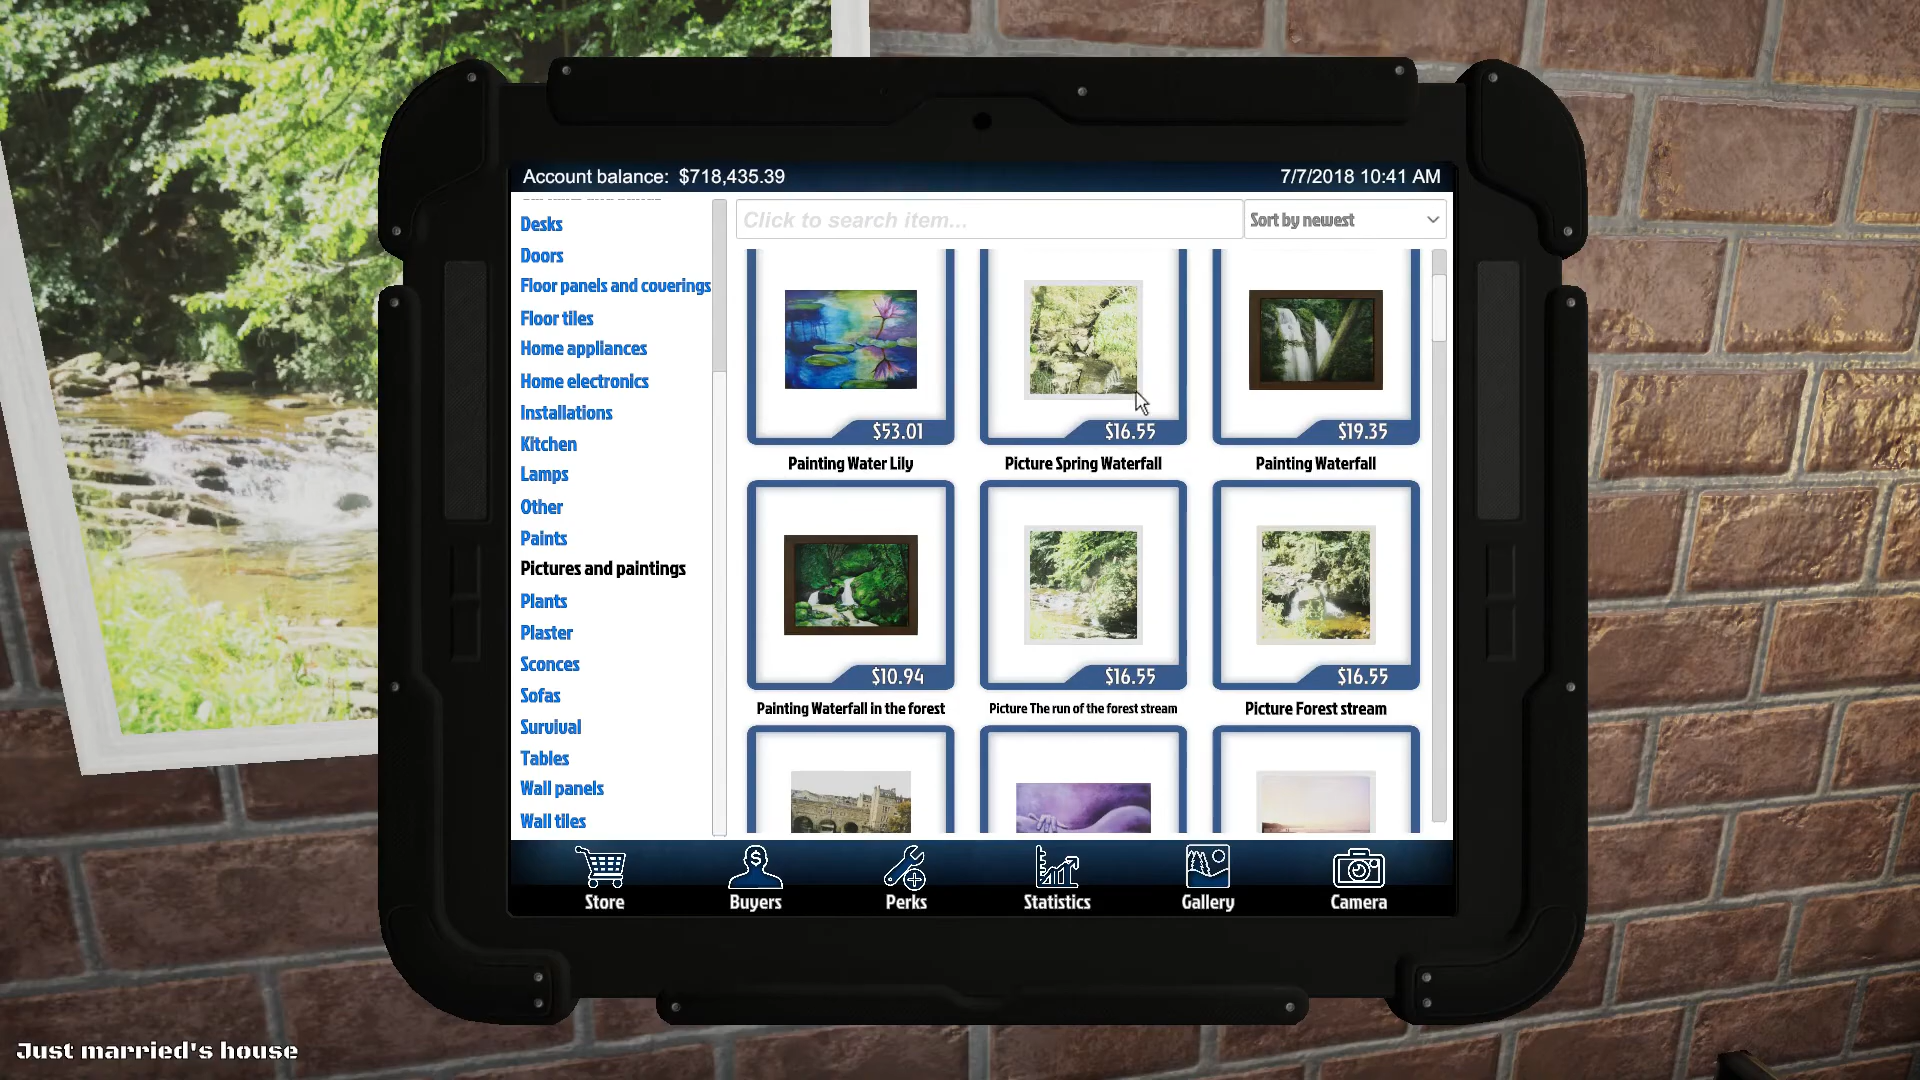 Account balance: $718,435.39
7/7/2018 10:41 AM
Desks
Doors
Floor panels and coverings
Floor tiles
Home appliances
Home electronics
Installations
Kitchen
Lamps
Other
Paints
Pictures and paintings
Plants
Plaster
Sconces
Sofas
Survival
Tables
Wall panels
Wall tiles
Click to search item...
Sort by newest
$53.01
$16.55
$19.35
Painting Water Lily
Picture Spring Waterfall
Painting Waterfall
$10.94
$16.55
$16.55
Painting Waterfall in the forest
Picture The run of the forest stream
Picture Forest stream
Store
Buyers
Perks
Statistics
Gallery
Camera
Just married's house